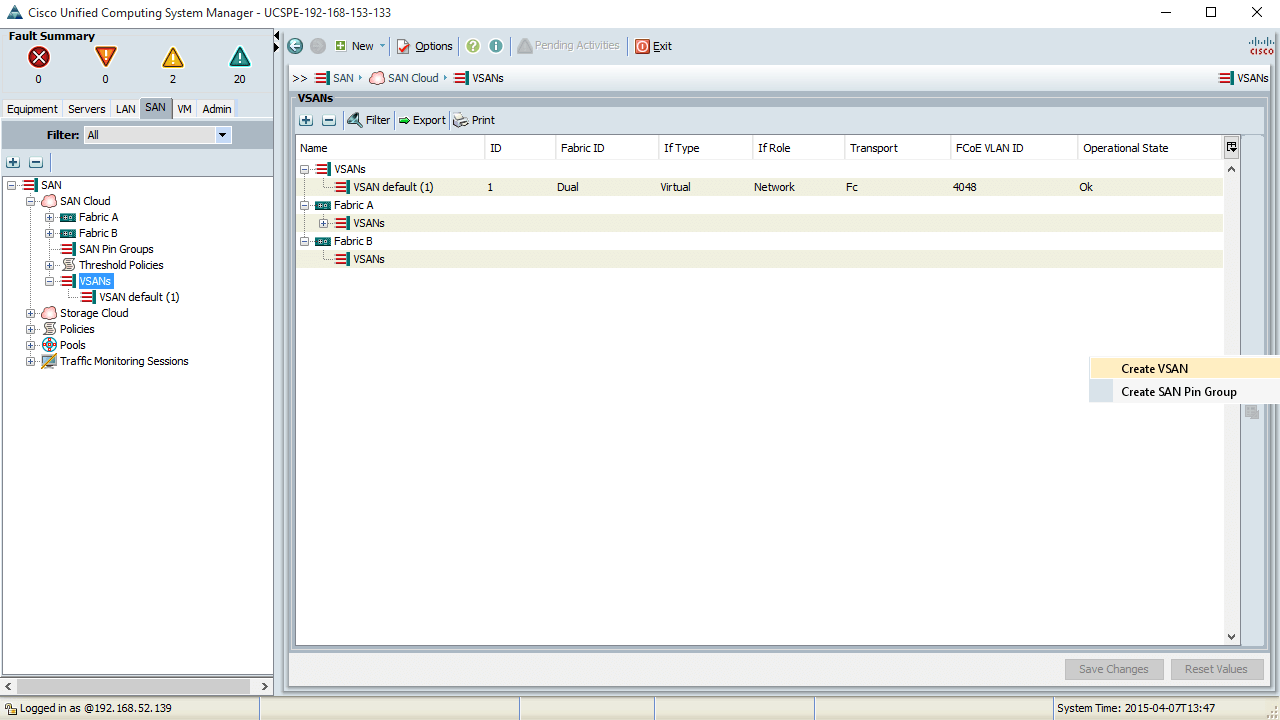 Cisco Unified Computing System Manager - UCSPE-192-168-153-133
Fault Summary
0 0 2 20
New Options Pending Activities Exit
CISCO
>> SAN SAN Cloud VSANs VSANs
Equipment Servers LAN SAN VM Admin
Filter: All
VSANs
Filter Export Print
Name ID Fabric ID If Type If Role Transport FCoE VLAN ID Operational State
VSANs
VSAN default (1) 1 Dual Virtual Network Fc 4048 Ok
Fabric A
VSANs
Fabric B
VSANs
SAN
SAN Cloud
Fabric A
Fabric B
SAN Pin Groups
Threshold Policies
VSANs
VSAN default (1)
Storage Cloud
Policies
Pools
Traffic Monitoring Sessions
Create VSAN
Create SAN Pin Group
Save Changes Reset Values
Logged in as @192.168.52.139
System Time: 2015-04-07T13:47